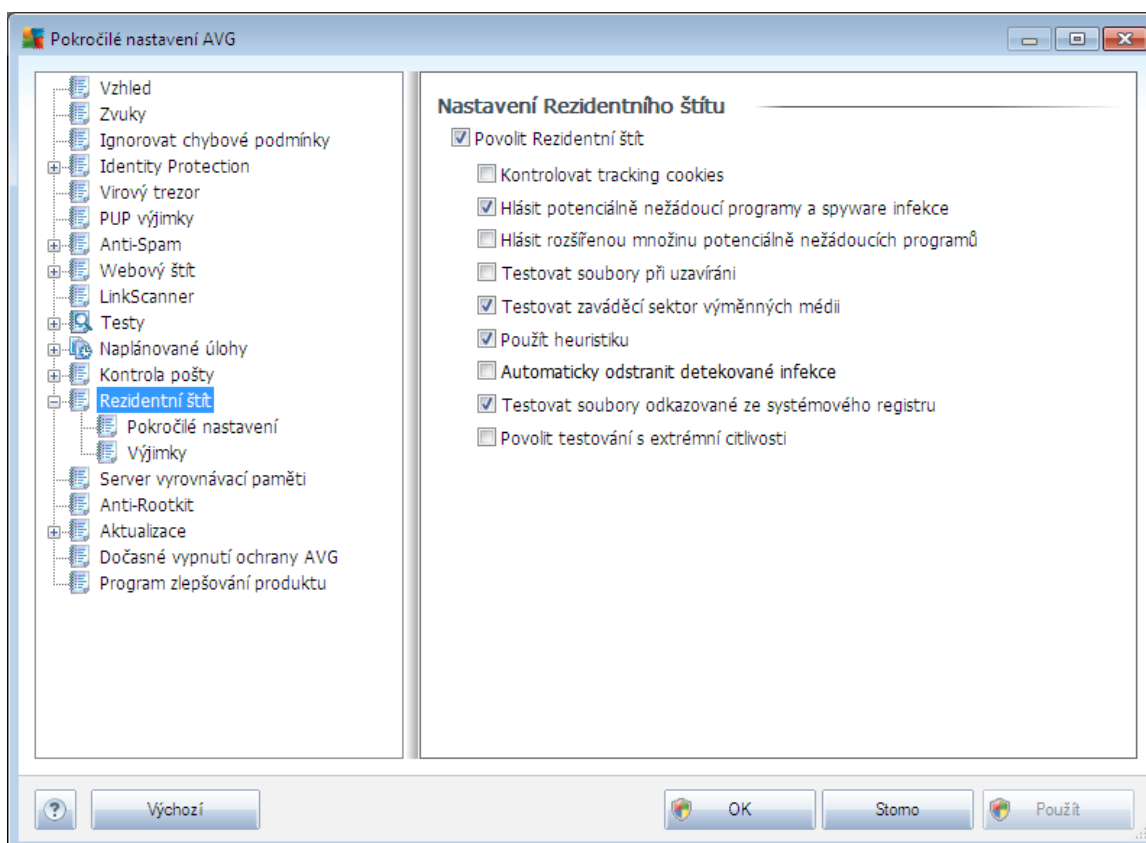 Pokročilé nastavení AVG
Vzhled
Zvuky
Ignorovat chybové podmínky
Identity Protection
Virový trezor
PUP výjimky
Anti-Spam
Webový štít
LinkScanner
Testy
Naplánované úlohy
Kontrola pošty
Rezidentní štít
Pokročilé nastavení
Výjimky
Server vyrovnávací paměti
Anti-Rootkit
Aktualizace
Dočasné vypnutí ochrany AVG
Program zlepšování produktu
Nastavení Rezidentního štítu
Povolit Rezidentní štít
Kontrolovat tracking cookies
Hlásit potenciálně nežádoucí programy a spyware infekce
Hlásit rozšířenou množinu potenciálně nežádoucích programů
Testovat soubory při uzavíráni
Testovat zaváděcí sektor výměnných médii
Použít heuristiku
Automaticky odstranit detekované infekce
Testovat soubory odkazované ze systémového registru
Povolit testování s extrémní citlivosti
? Výchozí OK Stomo Použít